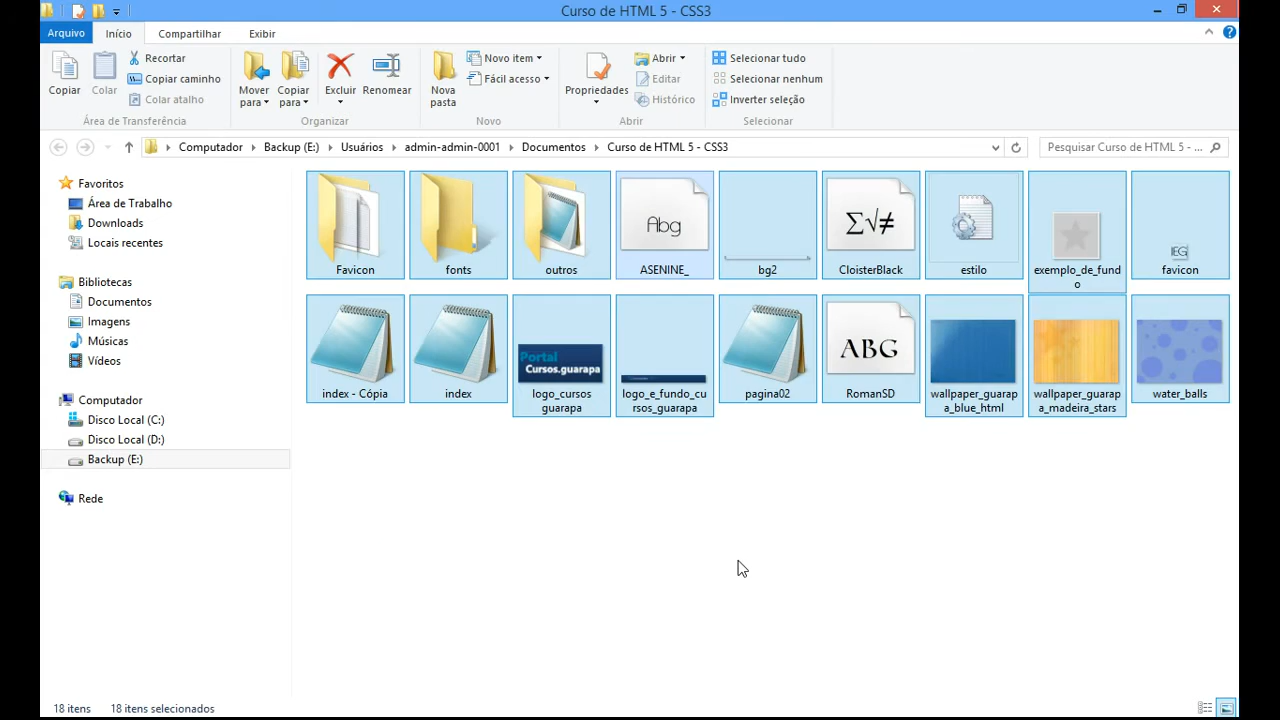 Curso de HTML 5 - CSS3
Arquivo Início Compartilhar Exibir
Copiar
Colar
Recortar
Copiar caminho
Colar atalho
Área de Transferência
Mover para
Copiar para
Excluir
Renomear
Organizar
Nova pasta
Novo item
Fácil acesso
Novo
Propriedades
Abrir
Editar
Histórico
Abrir
Selecionar tudo
Selecionar nenhum
Inverter seleção
Selecionar
Computador Backup (E:) Usuários admin-admin-0001 Documentos Curso de HTML 5 - CSS3
Pesquisar Curso de HTML 5 - ...
Favoritos
Área de Trabalho
Downloads
Locais recentes
Bibliotecas
Documentos
Imagens
Músicas
Vídeos
Computador
Disco Local (C:)
Disco Local (D:)
Backup (E:)
Rede
Abg
Σ√≠
IEG
Favicon fonts outros ASENINE_ bg2 CloisterBlack estilo exemplo_de_fund
o
favicon
Portal
Cursos.guarapa
ABG
index - Cópia index logo_cursos
guarapa
logo_e_fundo_cu
rsos_guarapa
pagina02 RomanSD wallpaper_guarap
a_blue_html
wallpaper_guarap
a_madeira_stars
water_balls
18 itens 18 itens selecionados